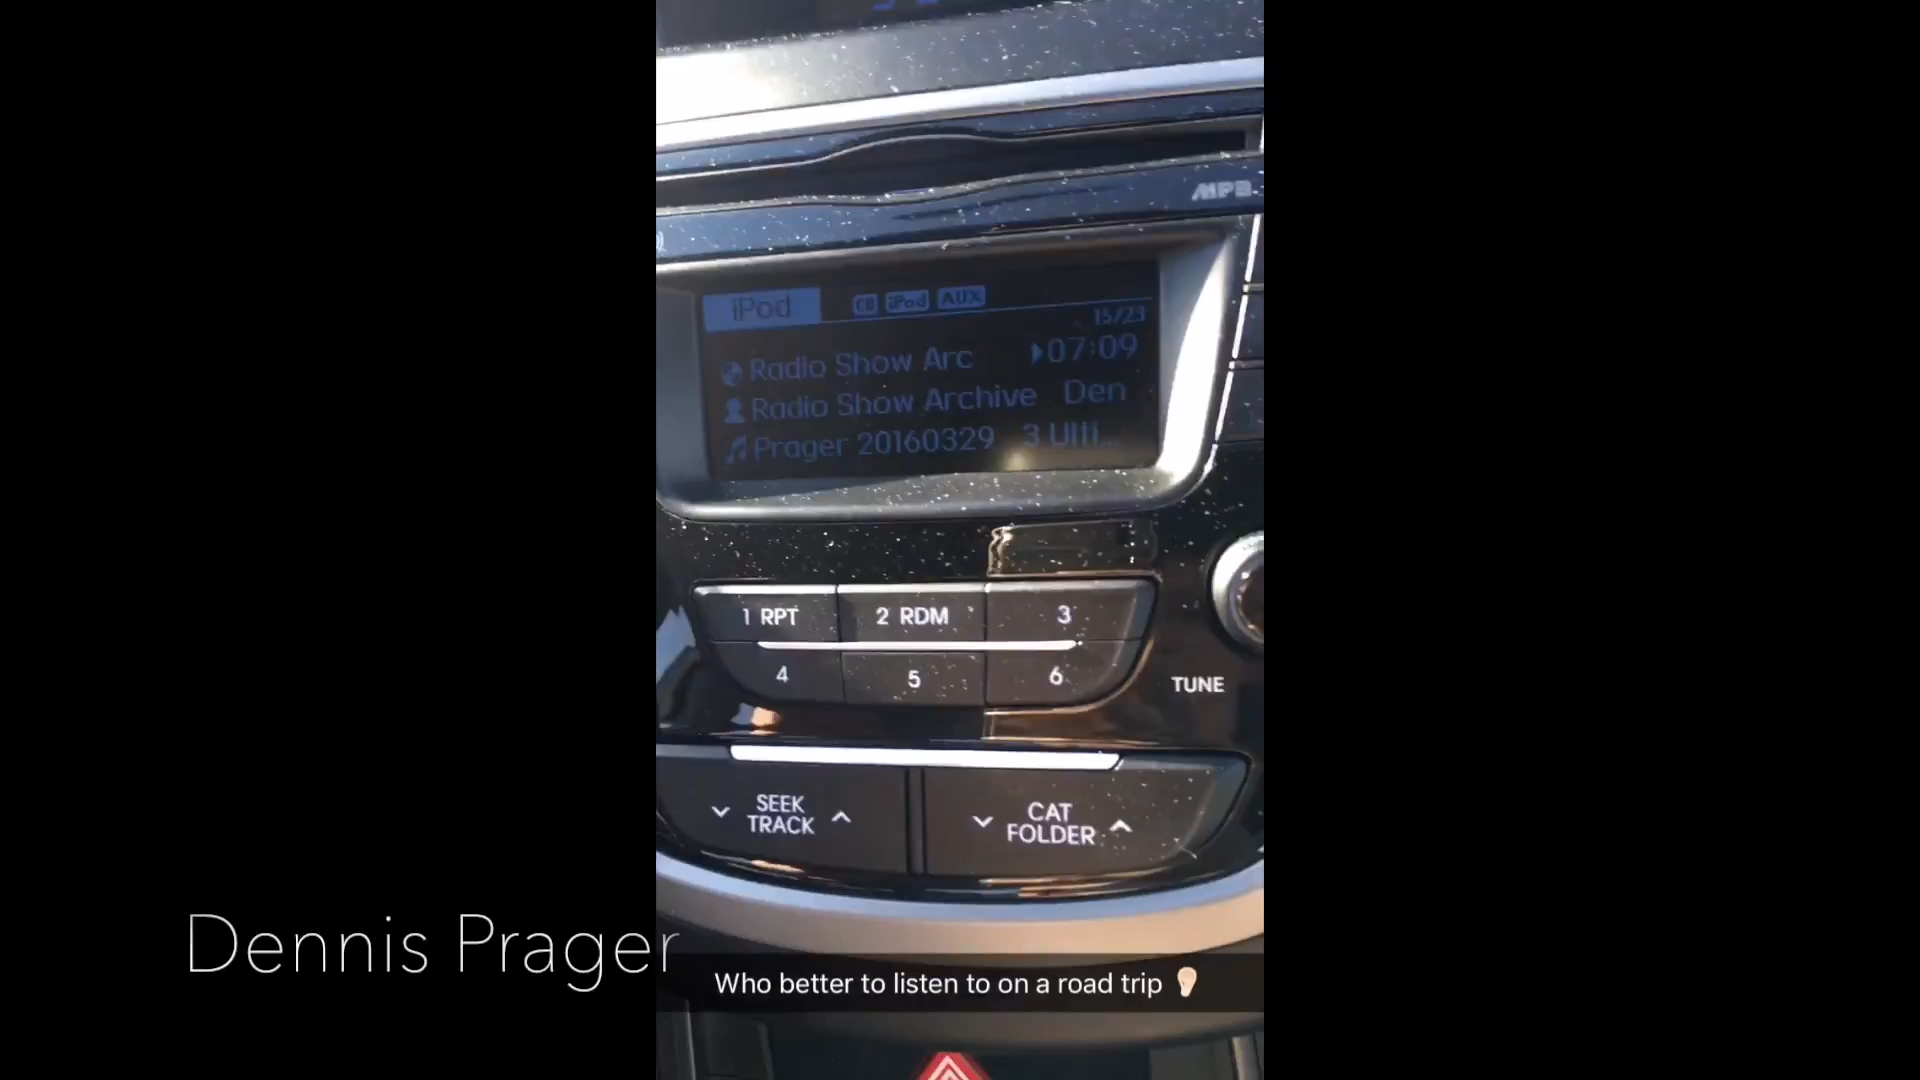 MP3
iPod CD iPod AUX
15/23
Radio Show Arc 07:09
Radio Show Archive Den
Prager 20160329 3 Ulti...
1 RPT 2 RDM 3
4 5 6
TUNE
SEEK
TRACK
CAT
FOLDER
Dennis Prager
Who better to listen to on a road trip 👂🏻